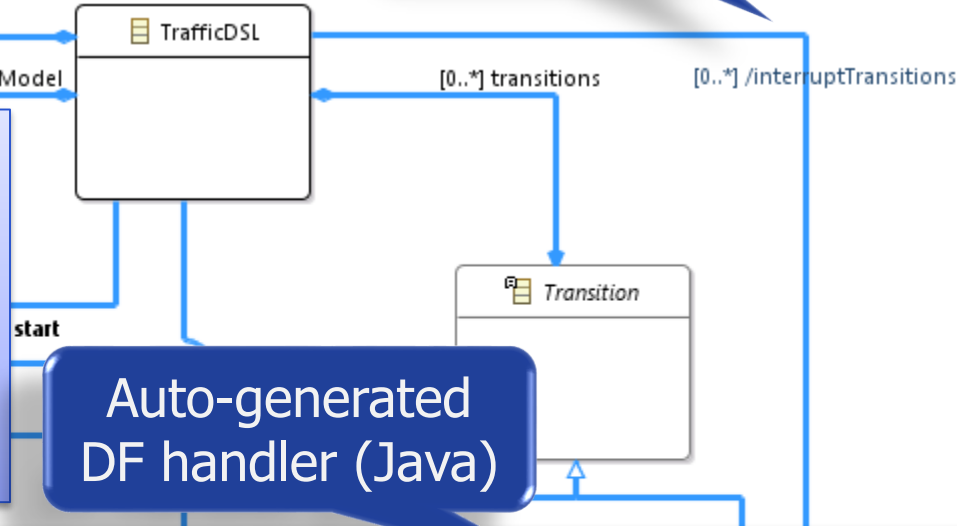 TrafficDSL
Model
[0..*] transitions
[0..*] /interruptTransitions
Transition
start
Auto-generated
DF handler (Java)